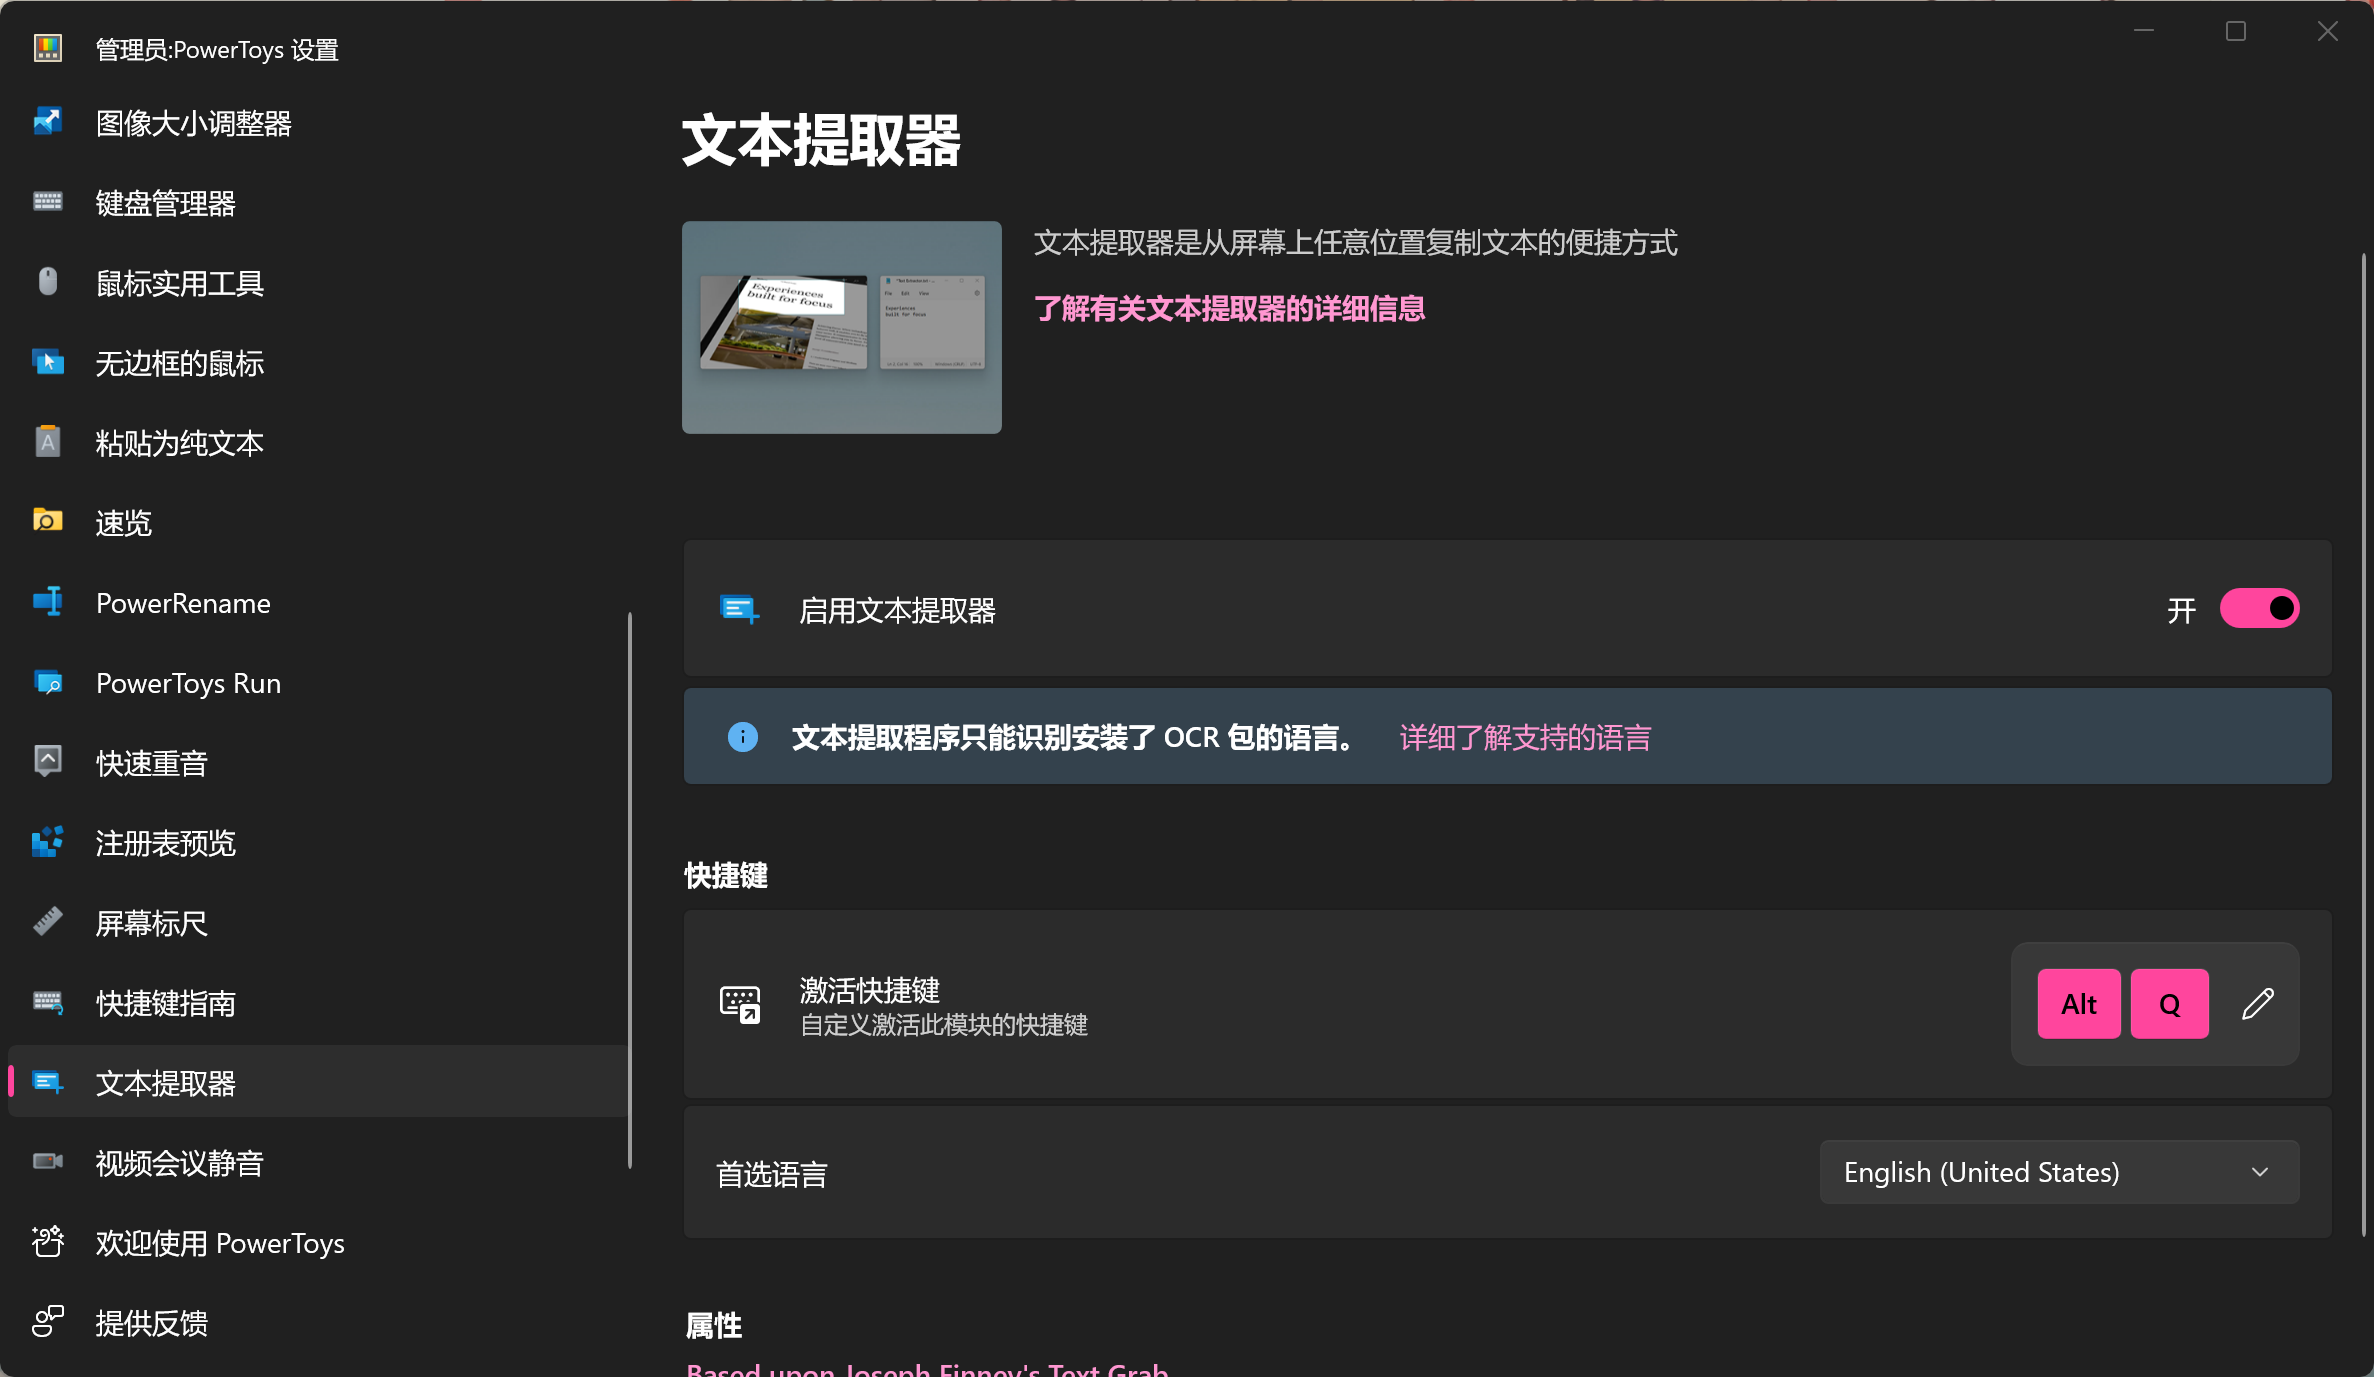 管理员:PowerToys 设置
图像大小调整器
键盘管理器
鼠标实用工具
无边框的鼠标
粘贴为纯文本
速览
PowerRename
PowerToys Run
快速重音
注册表预览
屏幕标尺
快捷键指南
文本提取器
视频会议静音
欢迎使用 PowerToys
提供反馈
文本提取器
Experiences
built for focus
File Edit View
Experiences
built for focus
文本提取器是从屏幕上任意位置复制文本的便捷方式
了解有关文本提取器的详细信息
启用文本提取器
开
文本提取程序只能识别安装了 OCR 包的语言。 详细了解支持的语言
快捷键
激活快捷键
自定义激活此模块的快捷键
Alt Q
首选语言
English (United States)
属性
Based upon Joseph Finney's Text Grab